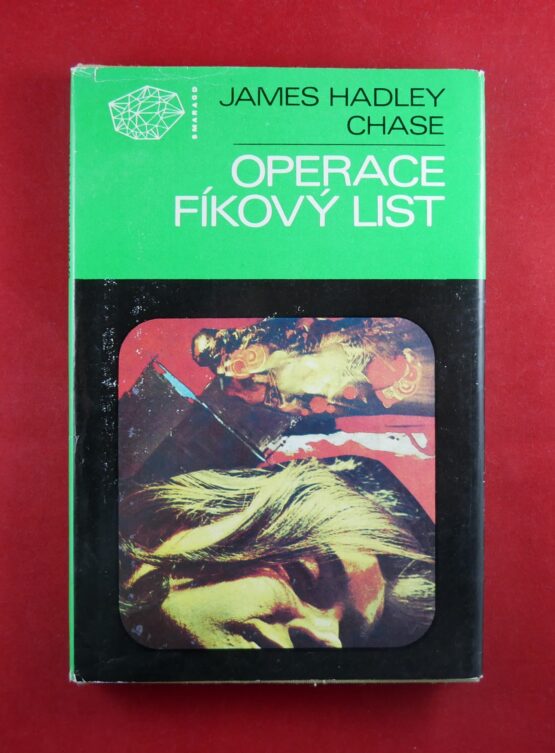 SMARAGD
JAMES HADLEY
CHASE
OPERACE
FÍKOVÝ LIST